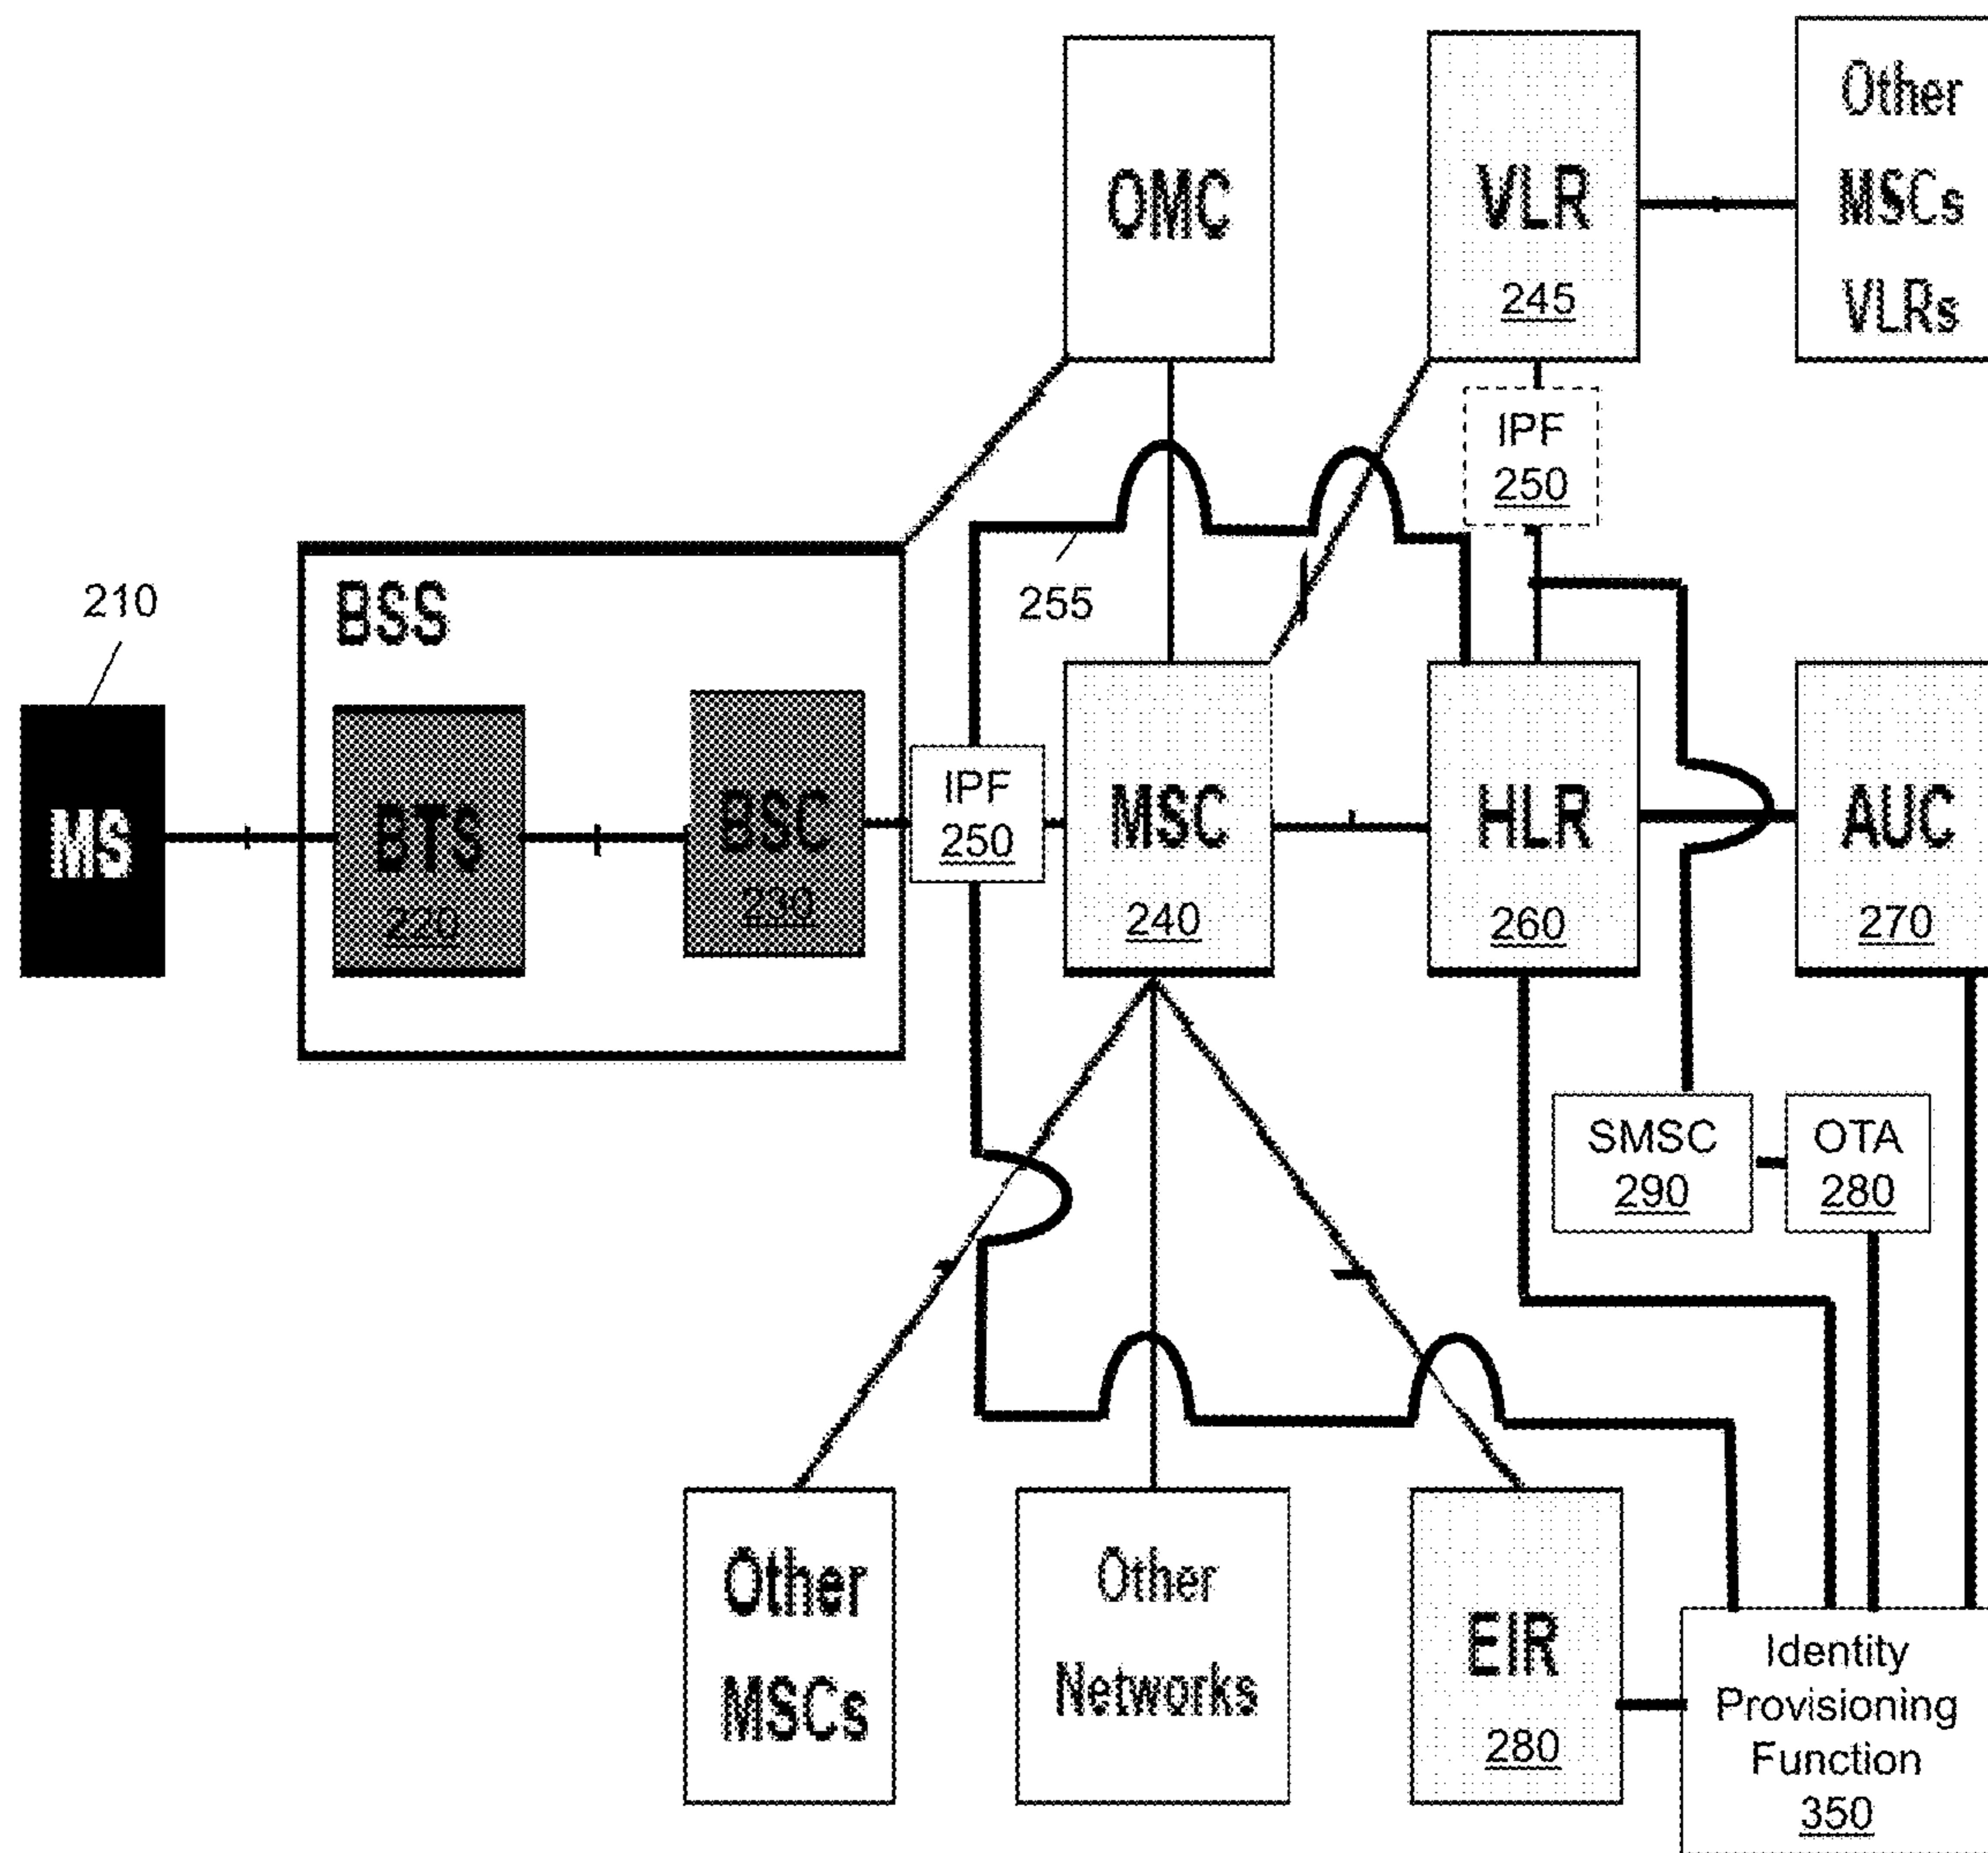 OMC
VLR
245
Other
MSCs
VLRs
IPF
250
255
210
BSS
MS
BTS
220
BSC
230
IPF
250
MSC
240
HLR
260
AUC
270
SMSC
290
OTA
280
Other
MSCs
Other
Networks
EIR
280
Identity
Provisioning
Function
350